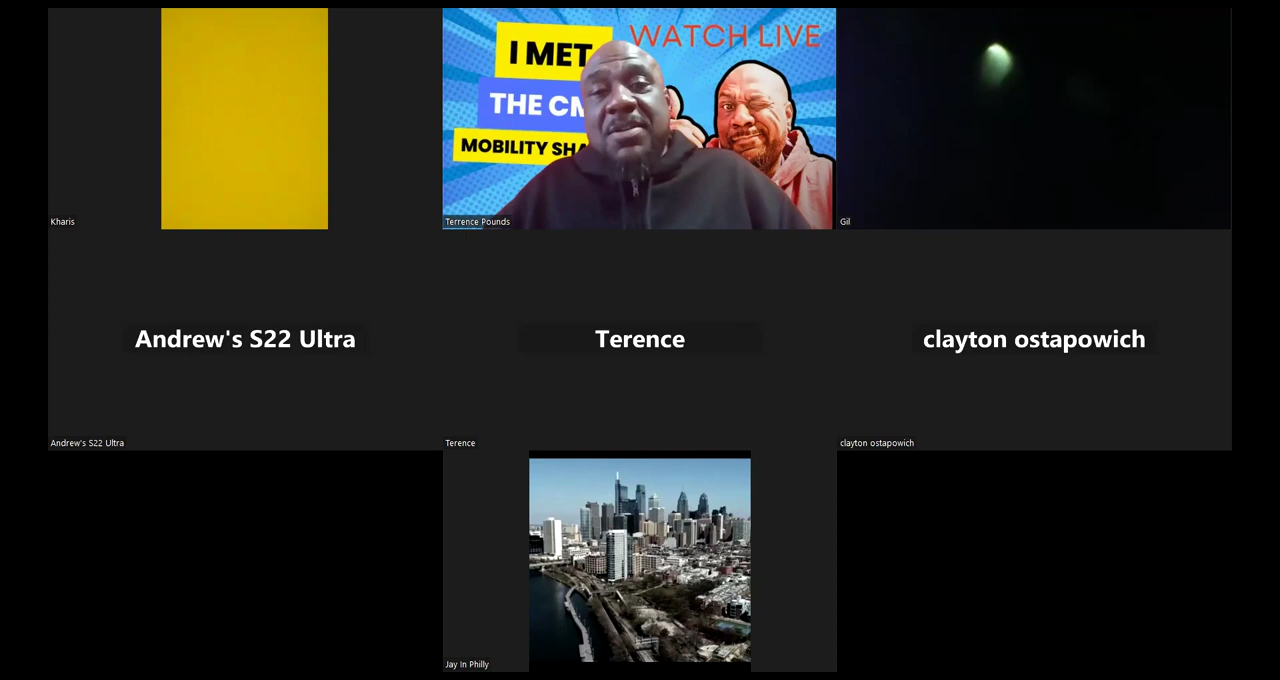 I MET
WATCH LIVE
THE CM
MOBILITY SHA
Kharis
Terrence Pounds
Gil
Andrew's S22 Ultra
Terence
clayton ostapowich
Andrew's S22 Ultra
Terence
clayton ostapowich
Jay In Philly